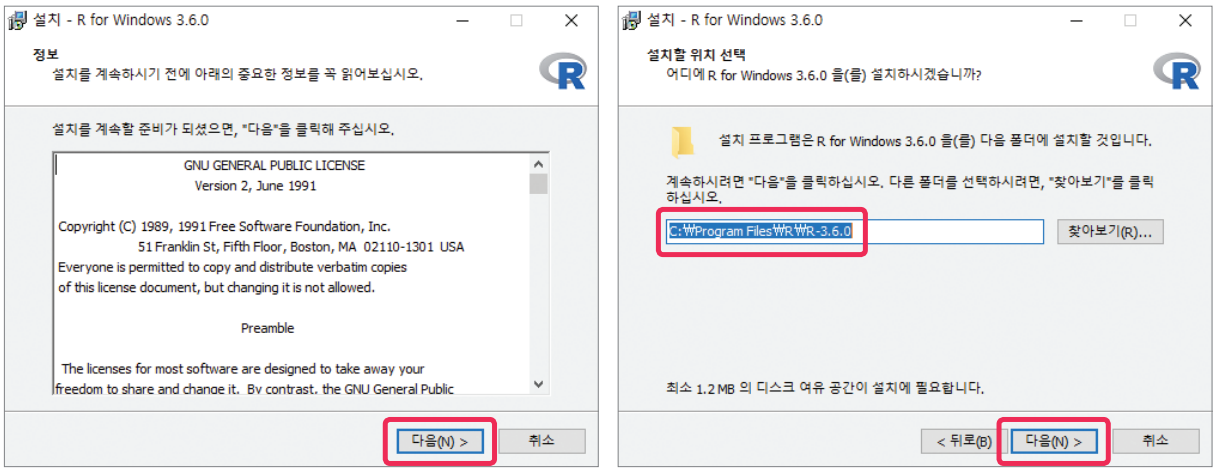 설치 - R for Windows 3.6.0
정보
설치를 계속하시기 전에 아래의 중요한 정보를 꼭 읽어보십시오.
R
설치를 계속할 준비가 되셨으면, "다음"을 클릭해 주십시오.
GNU GENERAL PUBLIC LICENSE
Version 2, June 1991
Copyright (C) 1989, 1991 Free Software Foundation, Inc.
51 Franklin St, Fifth Floor, Boston, MA 02110-1301 USA
Everyone is permitted to copy and distribute verbatim copies
of this license document, but changing it is not allowed.
Preamble
The licenses for most software are designed to take away your
freedom to share and change it. By contrast, the GNU General Public
다음(N) >
취소
설치 - R for Windows 3.6.0
설치할 위치 선택
어디에 R for Windows 3.6.0 을(를) 설치하시겠습니까?
R
설치 프로그램은 R for Windows 3.6.0 을(를) 다음 폴더에 설치할 것입니다.
계속하시려면 "다음"을 클릭하십시오. 다른 폴더를 선택하시려면, "찾아보기"를 클릭
하십시오.
C:₩Program Files₩R₩R-3.6.0
찾아보기(R)...
최소 1.2 MB 의 디스크 여유 공간이 설치에 필요합니다.
< 뒤로(B)
다음(N) >
취소